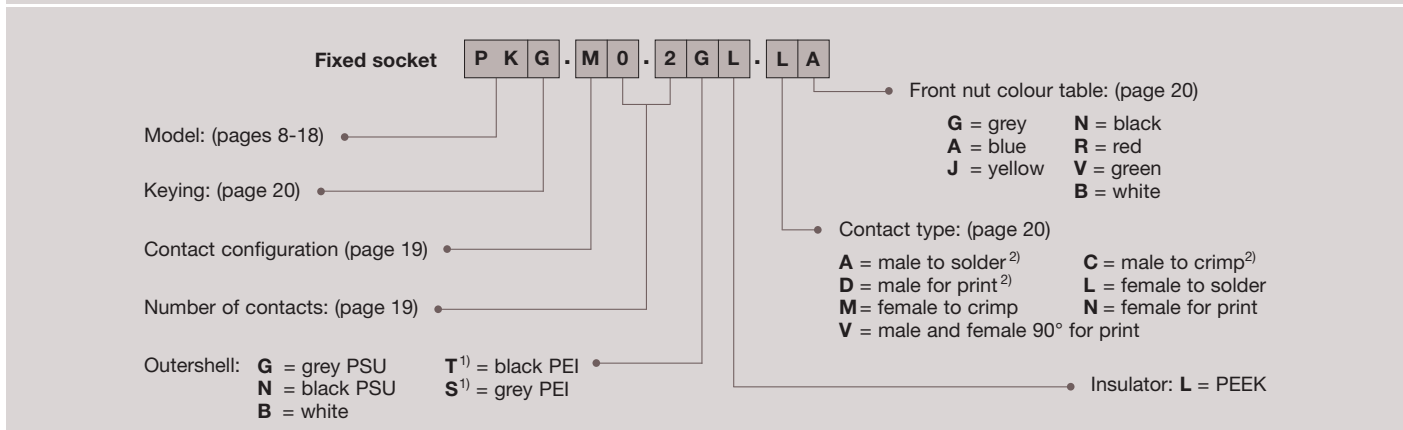 Fixed socket P K G . M 0 . 2 G L . L A
Front nut colour table: (page 20)
G = grey N = black
A = blue R = red
J = yellow V = green
B = white
Model: (pages 8-18)
Keying: (page 20)
Contact configuration (page 19)
Number of contacts: (page 19)
Contact type: (page 20)
A = male to solder 2) C = male to crimp 2)
D = male for print 2) L = female to solder
M = female to crimp N = female for print
V = male and female 90° for print
Outershell: G = grey PSU T 1) = black PEI
N = black PSU S 1) = grey PEI
B = white
Insulator: L = PEEK